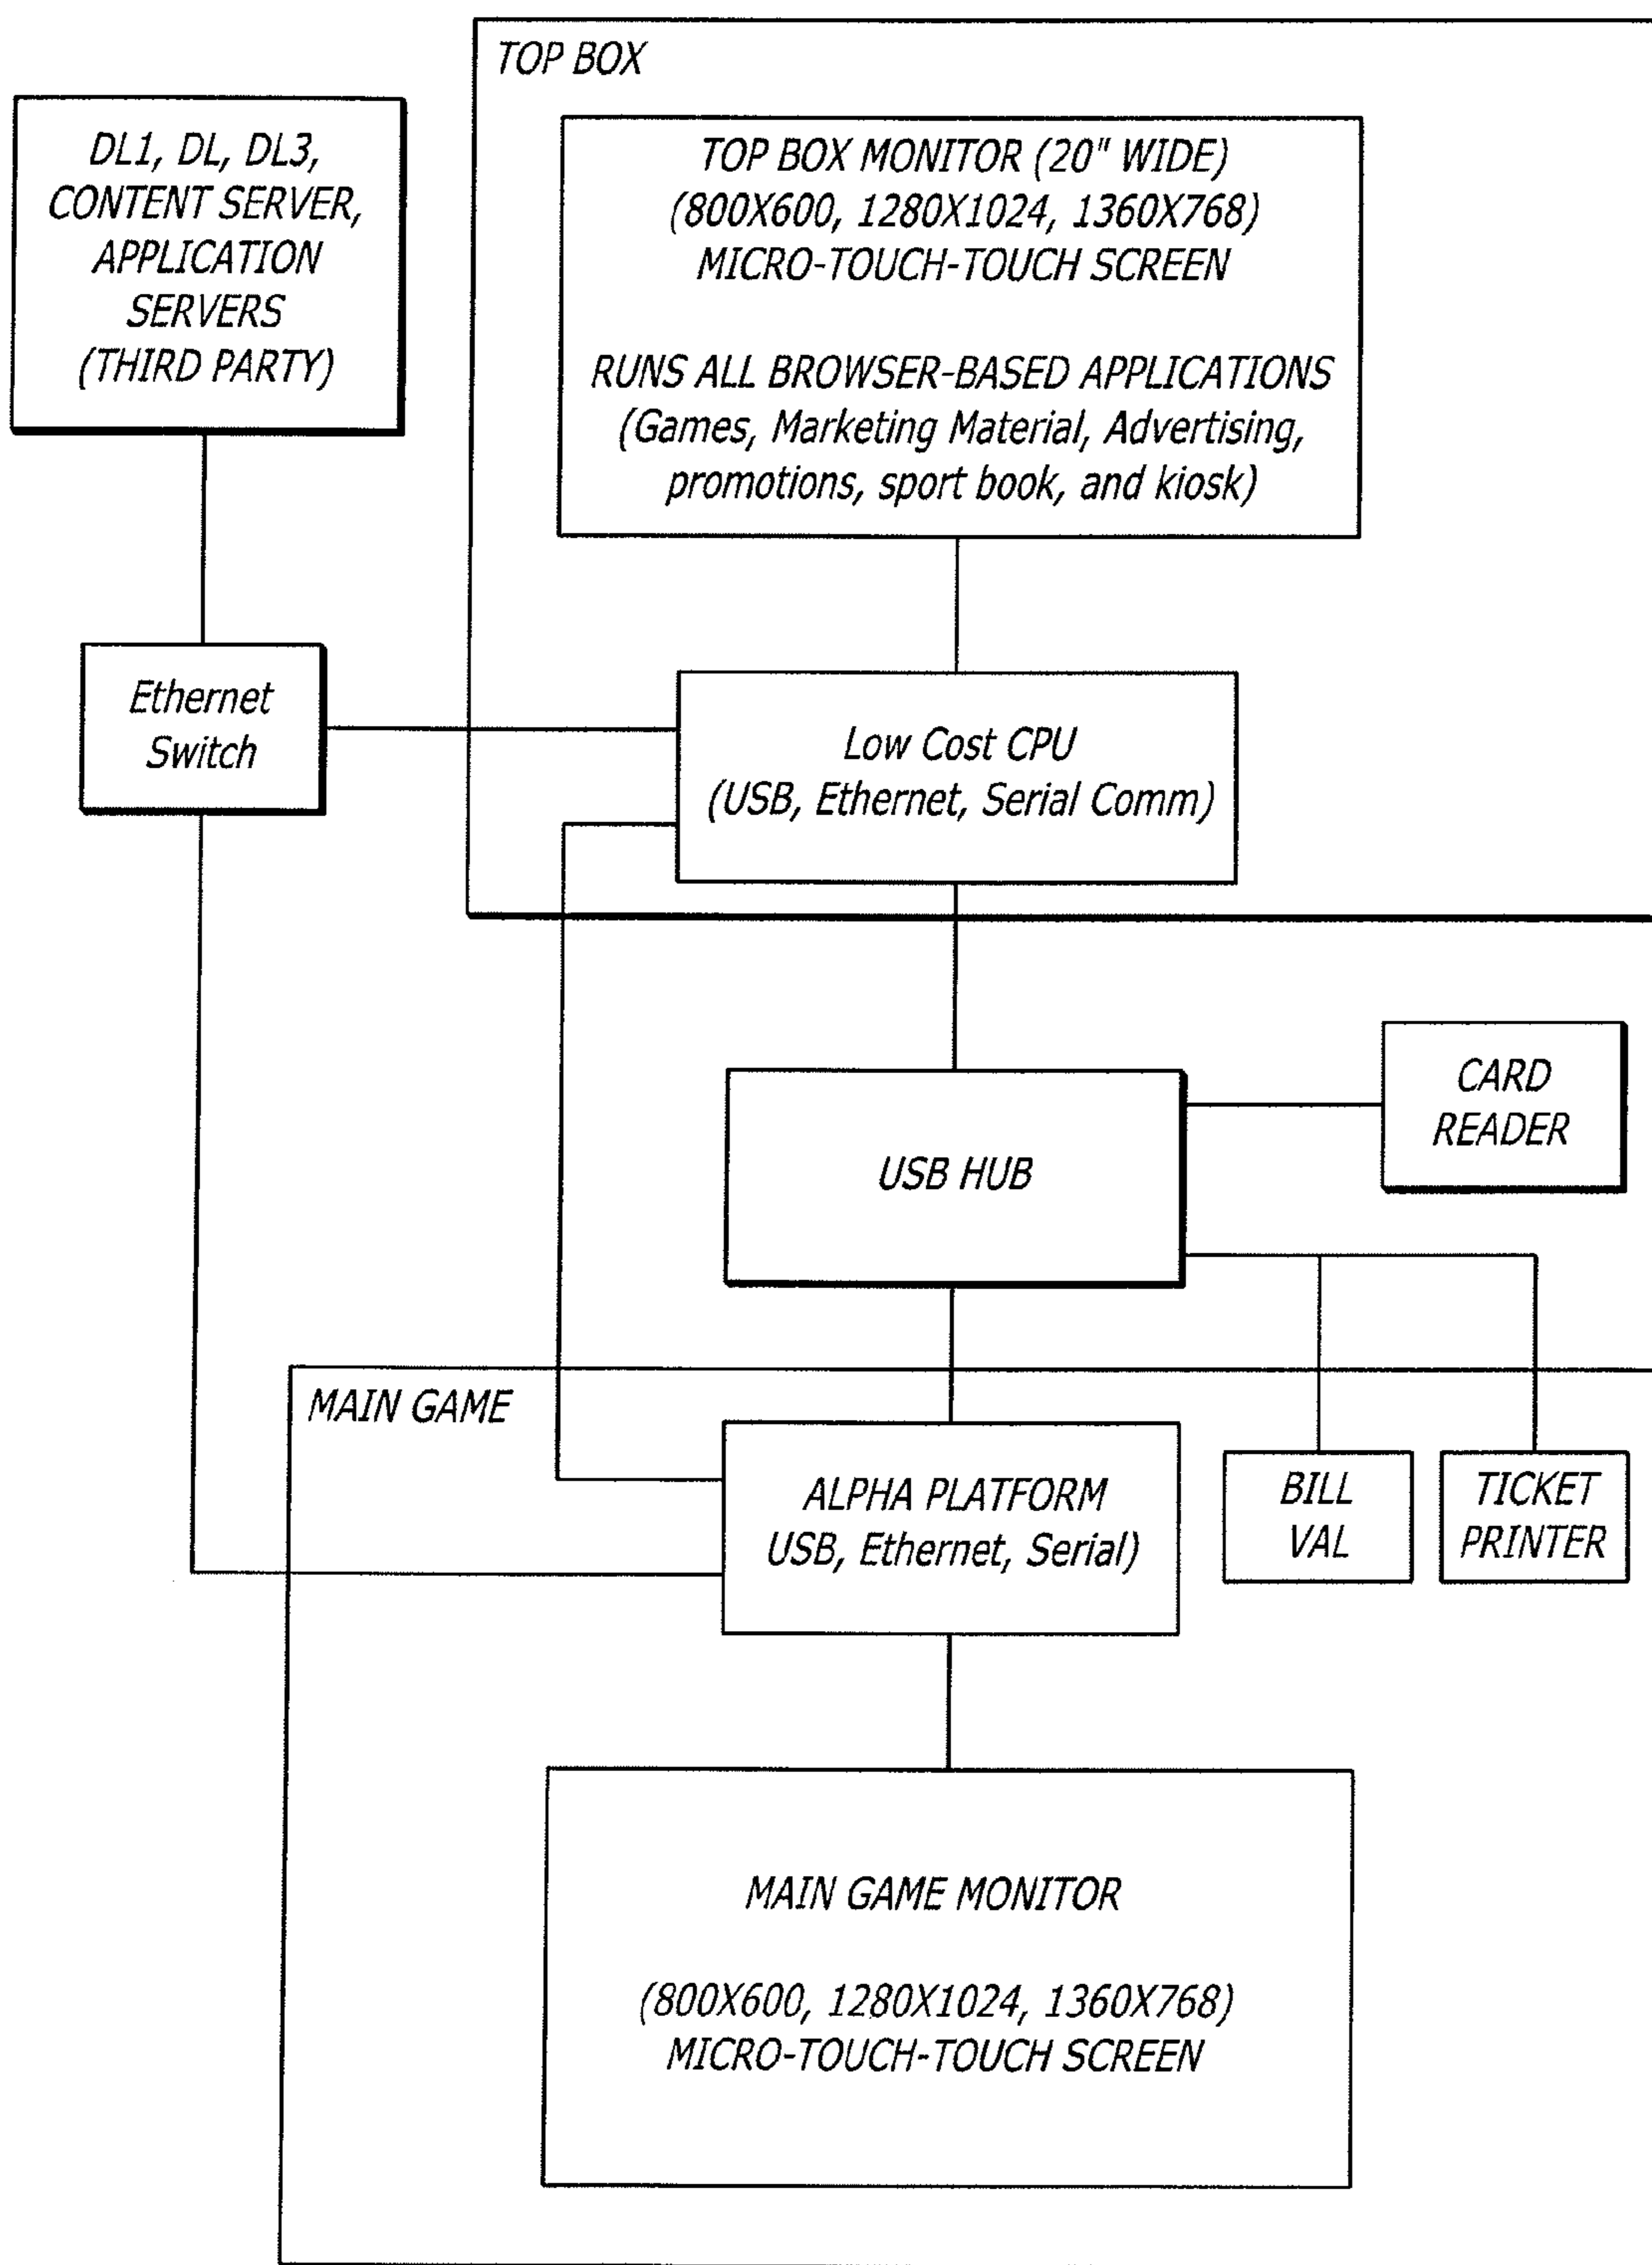 TOP BOX
DL1, DL, DL3,
CONTENT SERVER,
APPLICATION
SERVERS
(THIRD PARTY)
TOP BOX MONITOR (20" WIDE)
(800X600, 1280X1024, 1360X768)
MICRO-TOUCH-TOUCH SCREEN
RUNS ALL BROWSER-BASED APPLICATIONS
(Games, Marketing Material, Advertising,
promotions, sport book, and kiosk)
Ethernet
Switch
Low Cost CPU
(USB, Ethernet, Serial Comm)
CARD
READER
USB HUB
MAIN GAME
ALPHA PLATFORM
USB, Ethernet, Serial)
BILL
VAL
TICKET
PRINTER
MAIN GAME MONITOR
(800X600, 1280X1024, 1360X768)
MICRO-TOUCH-TOUCH SCREEN